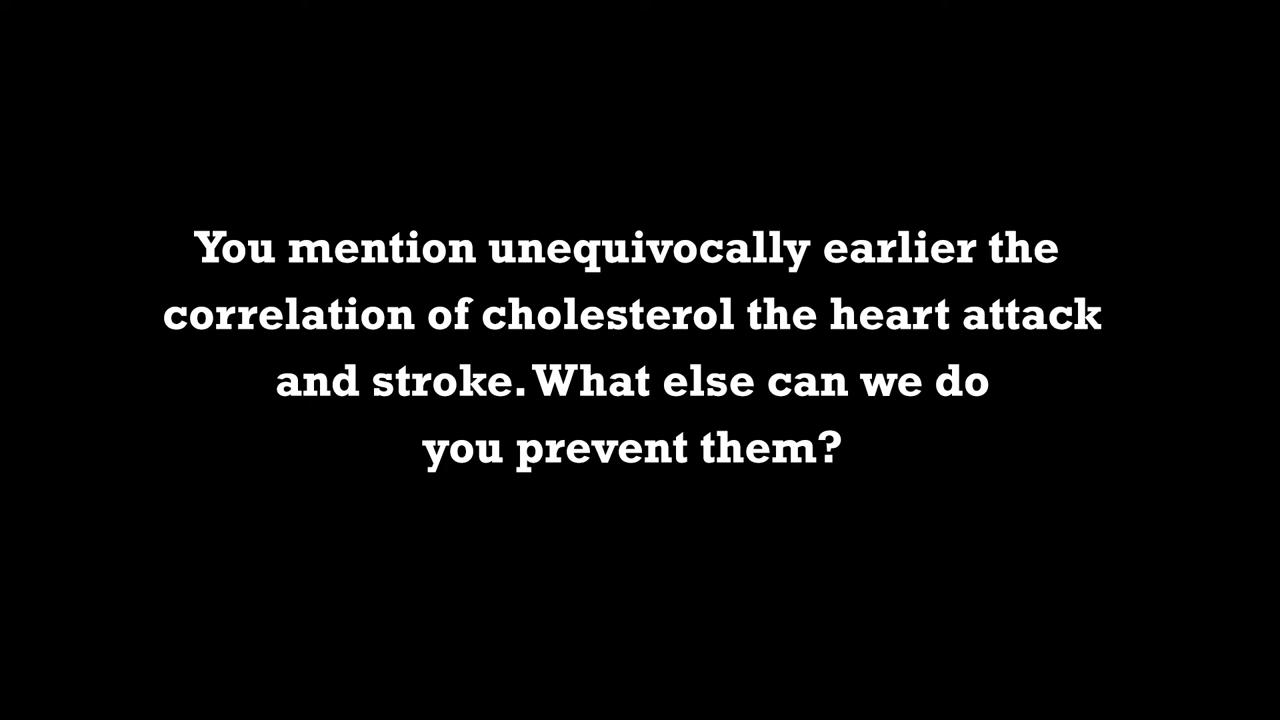 You mention unequivocally earlier the
correlation of cholesterol the heart attack
and stroke. What else can we do
you prevent them?